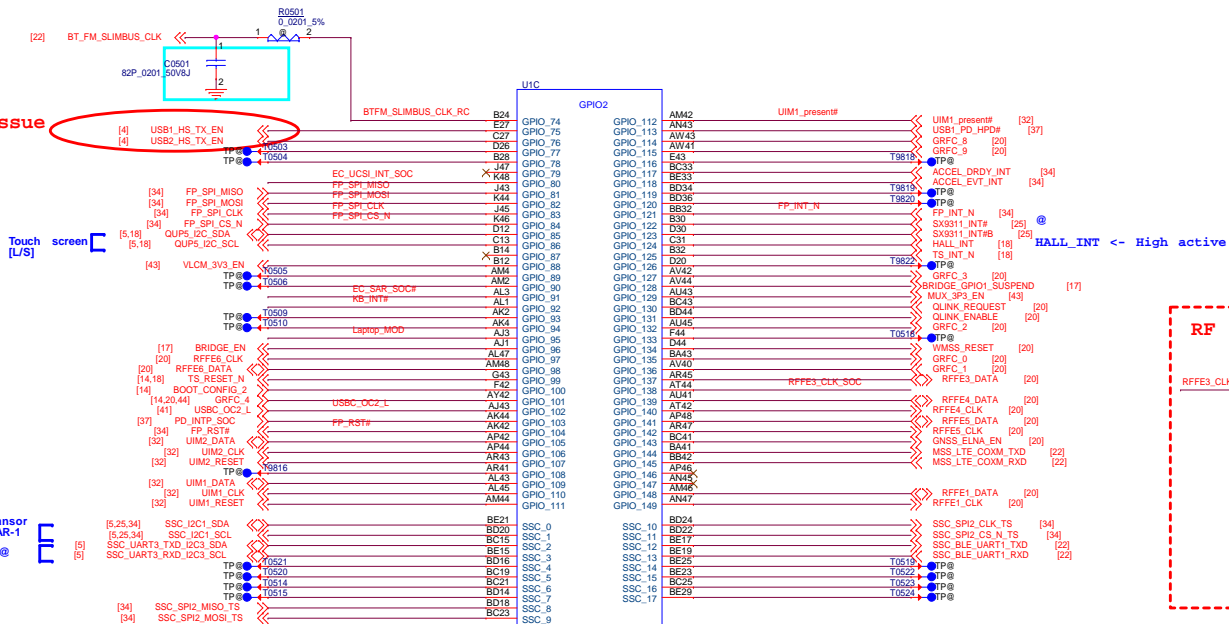 R0501
0_0201_5%
@
1 2
[22] BT_FM_SLIMBUS_CLK
1
C0501
82P_0201_50V8J
2
U1C
GPIO2
ssue
BTFM_SLIMBUS_CLK_RC B24 GPIO_74 GPIO_112 AM42 UIM1_present# UIM1_present# [32]
[4] USB1_HS_TX_EN E27 GPIO_75 GPIO_113 AN43 USB1_PD_HPD# [37]
[4] USB2_HS_TX_EN C27 GPIO_76 GPIO_114 AW43 GRFC_8 [20]
TP@ T0503 D26 GPIO_77 GPIO_115 AW41 GRFC_9 [20]
TP@ T0504 B28 GPIO_78 GPIO_116 E43 T9818 TP@
J47 GPIO_79 GPIO_117 BC33 ACCEL_DRDY_INT [34]
EC_UCSI_INT_SOC K48 GPIO_80 GPIO_118 BE33 ACCEL_EVT_INT [34]
[34] FP_SPI_MISO FP_SPI_MISO J43 GPIO_81 GPIO_119 BD34 T9819 TP@
[34] FP_SPI_MOSI FP_SPI_MOSI K44 GPIO_82 GPIO_120 BD36 T9820 TP@
[34] FP_SPI_CLK FP_SPI_CLK J45 GPIO_83 GPIO_121 BB32 FP_INT_N FP_INT_N [34]
[34] FP_SPI_CS_N FP_SPI_CS_N K46 GPIO_84 GPIO_122 B30 SX9311_INT# [25] @
[5,18] QUP5_I2C_SDA D12 GPIO_85 GPIO_123 D30 SX9311_INT#B [25]
Touch screen
[L/S]
[5,18] QUP5_I2C_SCL C13 GPIO_86 GPIO_124 C31 HALL_INT [18] HALL_INT <- High active
B14 GPIO_87 GPIO_125 B32 TS_INT_N [18]
[43] VLCM_3V3_EN B12 GPIO_88 GPIO_126 D20 T9822 TP@
TP@ T0505 AM4 GPIO_89 GPIO_127 AV42 GRFC_3 [20]
TP@ T0506 AM2 GPIO_90 GPIO_128 AV44 BRIDGE_GPIO1_SUSPEND [17]
EC_SAR_SOC# AL3 GPIO_91 GPIO_129 AU43 MUX_3P3_EN [43]
KB_INT# AL1 GPIO_92 GPIO_130 BC43 QLINK_REQUEST [20]
TP@ T0509 AK2 GPIO_93 GPIO_131 BD44 QLINK_ENABLE [20]
TP@ T0510 AK4 GPIO_94 GPIO_132 AU45 GRFC_2 [20]
Laptop_MOD AJ3 GPIO_95 GPIO_133 F44 T0518 TP@
[17] BRIDGE_EN AJ1 GPIO_96 GPIO_134 D44 WMSS_RESET [20]
[20] RFFE6_CLK AL47 GPIO_97 GPIO_135 BA43 GRFC_0 [20]
[20] RFFE6_DATA AM48 GPIO_98 GPIO_136 AV40 GRFC_1 [20]
[14,18] TS_RESET_N G43 GPIO_99 GPIO_137 AR45 RFFE3_DATA [20]
[14] BOOT_CONFIG_2 F42 GPIO_100 GPIO_138 AT44 RFFE3_CLK_SOC
[14,20,44] GRFC_4 AY42 GPIO_101 GPIO_139 AU41 RFFE4_DATA [20]
[41] USBC_OC2_L USBC_OC2_L AJ43 GPIO_102 GPIO_140 AT42 RFFE4_CLK [20]
[37] PD_INTP_SOC AK44 GPIO_103 GPIO_141 AP48 RFFE5_DATA [20]
[34] FP_RST# FP_RST# AK42 GPIO_104 GPIO_142 AR47 RFFE5_CLK [20]
[32] UIM2_DATA AP42 GPIO_105 GPIO_143 BC41 GNSS_ELNA_EN [20]
[32] UIM2_CLK AP44 GPIO_106 GPIO_144 BA41 MSS_LTE_COXM_TXD [22]
[32] UIM2_RESET AR43 GPIO_107 GPIO_145 BB42 MSS_LTE_COXM_RXD [22]
TP@ T9816 AR41 GPIO_108 GPIO_146 AP46
[32] UIM1_DATA AL43 GPIO_109 GPIO_147 AN45
[32] UIM1_CLK AL45 GPIO_110 GPIO_148 AM46 RFFE1_DATA [20]
[32] UIM1_RESET AM44 GPIO_111 GPIO_149 AN47 RFFE1_CLK [20]
RF
RFFE3_CLK
nsor
AR-1
@
[5,25,34] SSC_I2C1_SDA BE21 SSC_0 SSC_10 BD24 SSC_SPI2_CLK_TS [34]
[5,25,34] SSC_I2C1_SCL BD20 SSC_1 SSC_11 BD22 SSC_SPI2_CS_N_TS [34]
[5] SSC_UART3_TXD_I2C3_SDA BC15 SSC_2 SSC_12 BE17 SSC_BLE_UART1_TXD [22]
[5] SSC_UART3_RXD_I2C3_SCL BE15 SSC_3 SSC_13 BE19 SSC_BLE_UART1_RXD [22]
TP@ T0521 BD16 SSC_4 SSC_14 BE25 T0519 TP@
TP@ T0520 BC19 SSC_5 SSC_15 BE23 T0522 TP@
TP@ T0514 BC21 SSC_6 SSC_16 BC25 T0523 TP@
TP@ T0515 BD14 SSC_7 SSC_17 BE29 T0524 TP@
[34] SSC_SPI2_MISO_TS BD18 SSC_8
[34] SSC_SPI2_MOSI_TS BC23 SSC_9